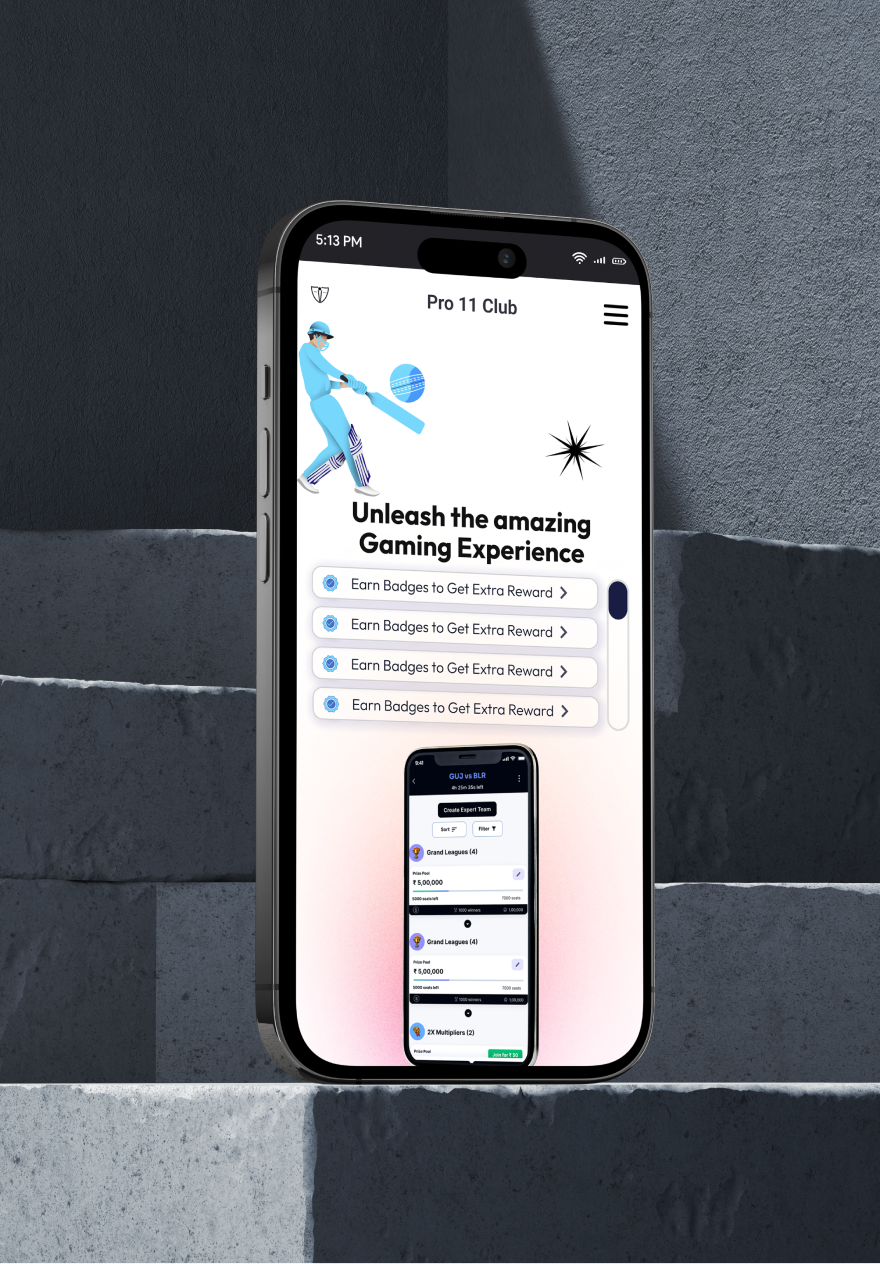 5:13 PM
Pro 11 Club
Unleash the amazing
Gaming Experience
Earn Badges to Get Extra Reward
Earn Badges to Get Extra Reward
Earn Badges to Get Extra Reward
Earn Badges to Get Extra Reward
9:41
GUJ vs BLR
4h 25m 35s left
Create Expert Team
Sort
Filter
Grand Leagues (4)
Prize Pool
₹ 5,00,000
5000 seats left
7000 seats
1000 winners
1,00,000
Grand Leagues (4)
Prize Pool
₹ 5,00,000
5000 seats left
7000 seats
1000 winners
1,00,000
2X Multipliers (2)
Prize Pool
Join for ₹ 50